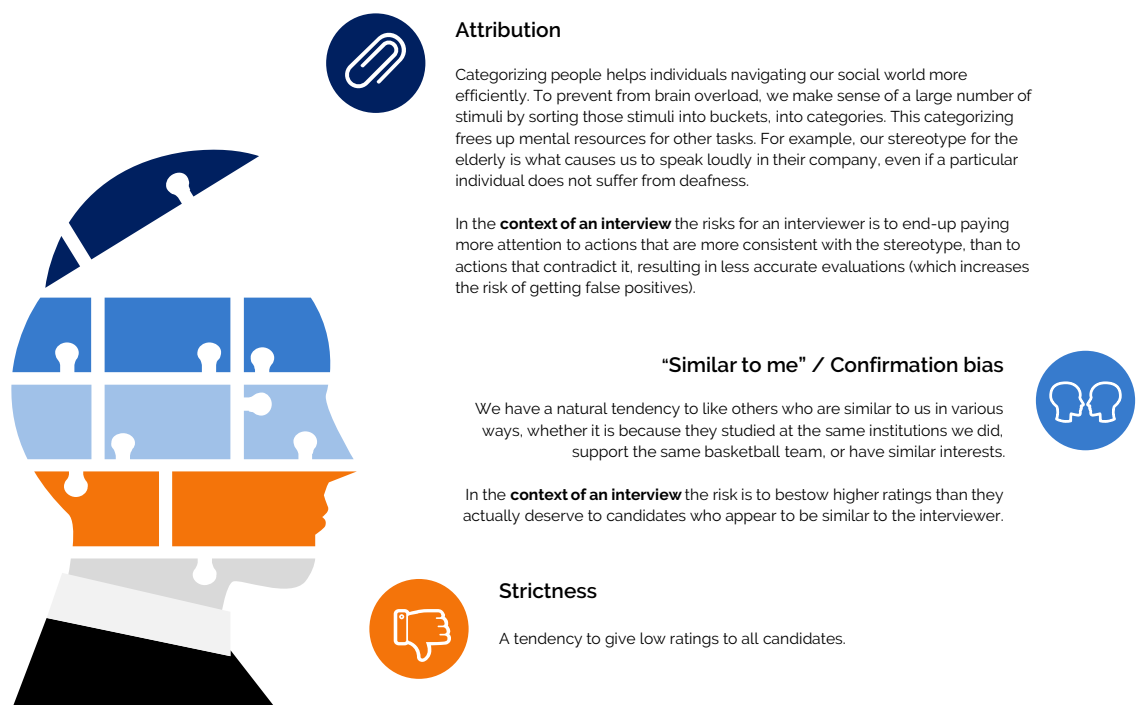 Attribution
Categorizing people helps individuals navigating our social world more
efficiently. To prevent from brain overload, we make sense of a large number of
stimuli by sorting those stimuli into buckets, into categories. This categorizing
frees up mental resources for other tasks. For example, our stereotype for the
elderly is what causes us to speak loudly in their company, even if a particular
individual does not suffer from deafness.
In the context of an interview the risks for an interviewer is to end-up paying
more attention to actions that are more consistent with the stereotype, than to
actions that contradict it, resulting in less accurate evaluations (which increases
the risk of getting false positives).
“Similar to me” / Confirmation bias
We have a natural tendency to like others who are similar to us in various
ways, whether it is because they studied at the same institutions we did,
support the same basketball team, or have similar interests.
In the context of an interview the risk is to bestow higher ratings than they
actually deserve to candidates who appear to be similar to the interviewer.
Strictness
A tendency to give low ratings to all candidates.